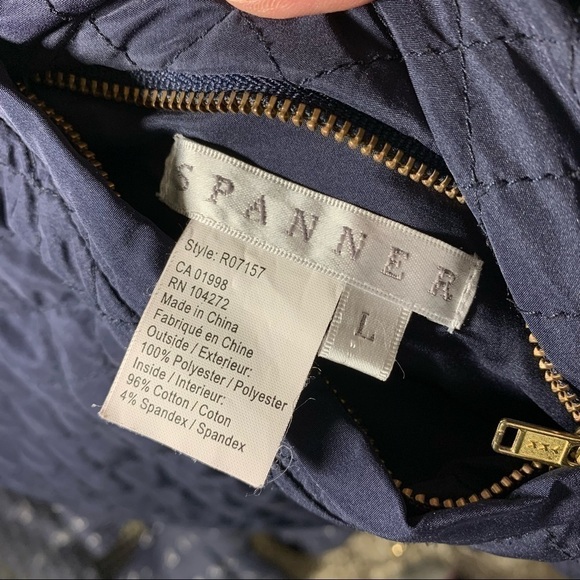 SPANNER
L
Style: R07157
CA 01998
RN 104272
Made in China
Fabriqué en Chine
Outside / Exterieur:
100% Polyester / Polyester
Inside / Interieur:
96% Cotton / Coton
4% Spandex / Spandex